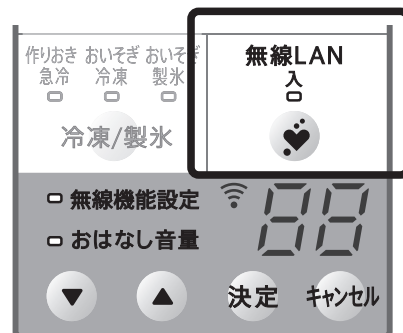 作りおき おいそぎ おいそぎ
急冷 冷凍 製氷
冷凍/製氷
無線LAN
入
無線機能設定
おはなし音量
88
▼ ▲ 決定 キャンセル